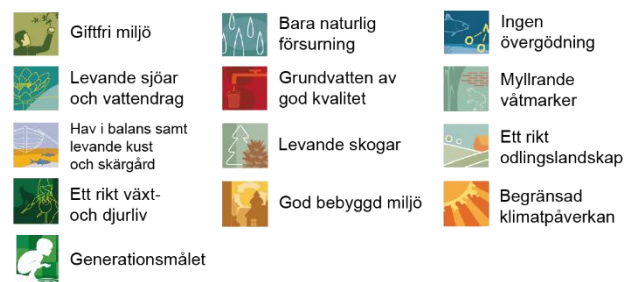 Giftfri miljö
Bara naturlig
försurning
Ingen
övergödning
Levande sjöar
och vattendrag
Grundvatten av
god kvalitet
Myllrande
våtmarker
Hav i balans samt
levande kust
och skärgård
Levande skogar
Ett rikt
odlingslandskap
Ett rikt växt-
och djurliv
God bebyggd miljö
Begränsad
klimatpåverkan
Generationsmålet